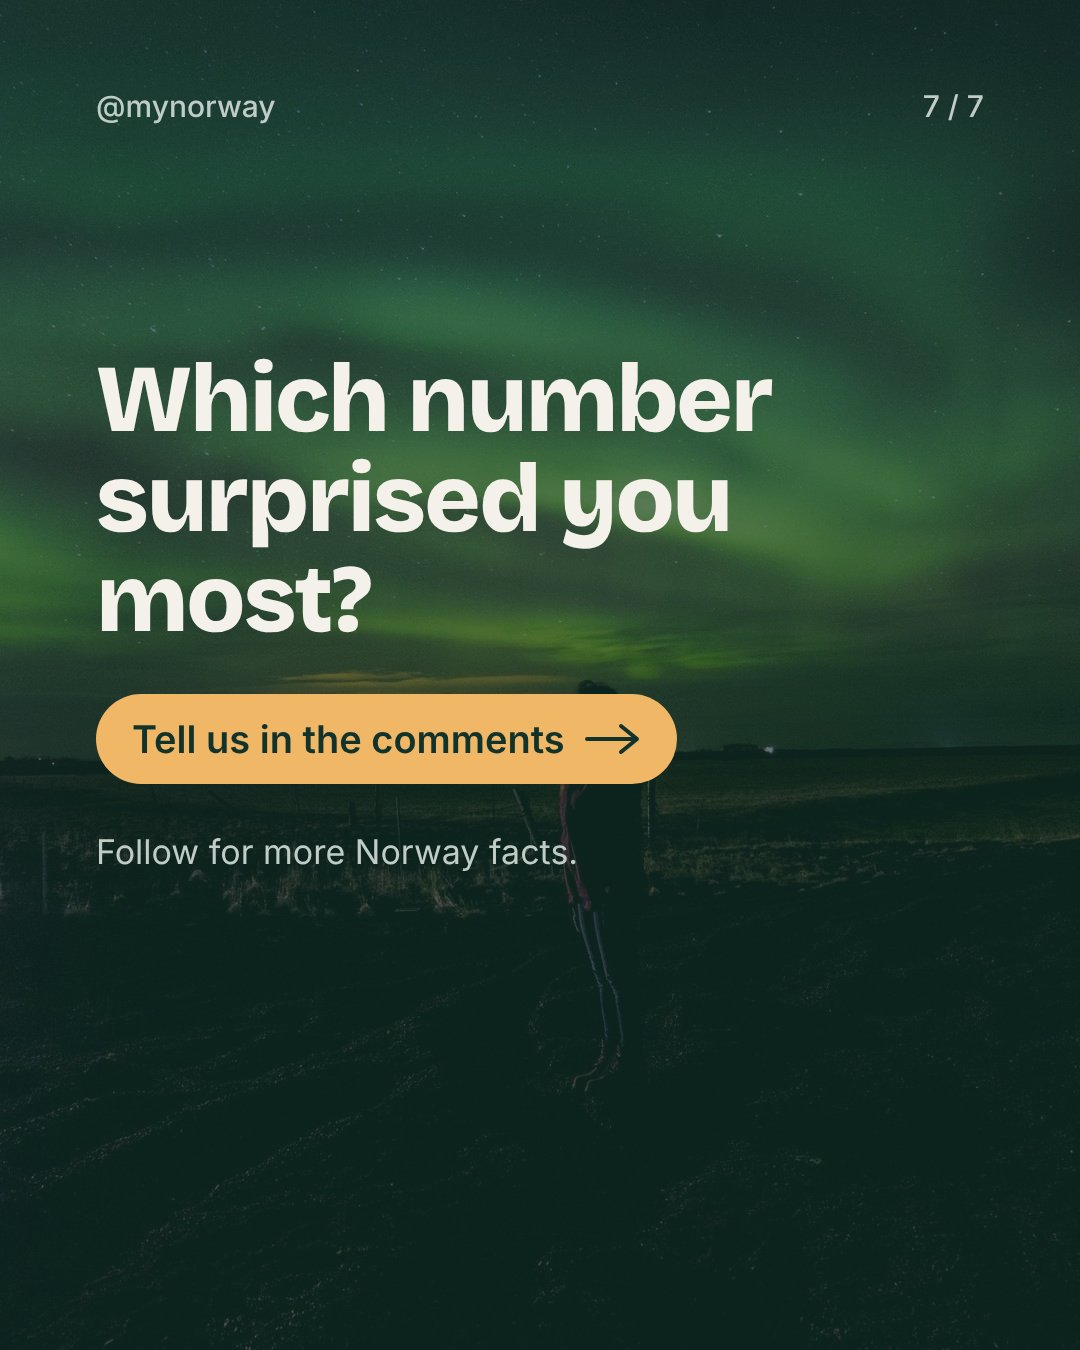 @mynorway
7 / 7
Which number
surprised you
most?
Tell us in the comments
Follow for more Norway facts.